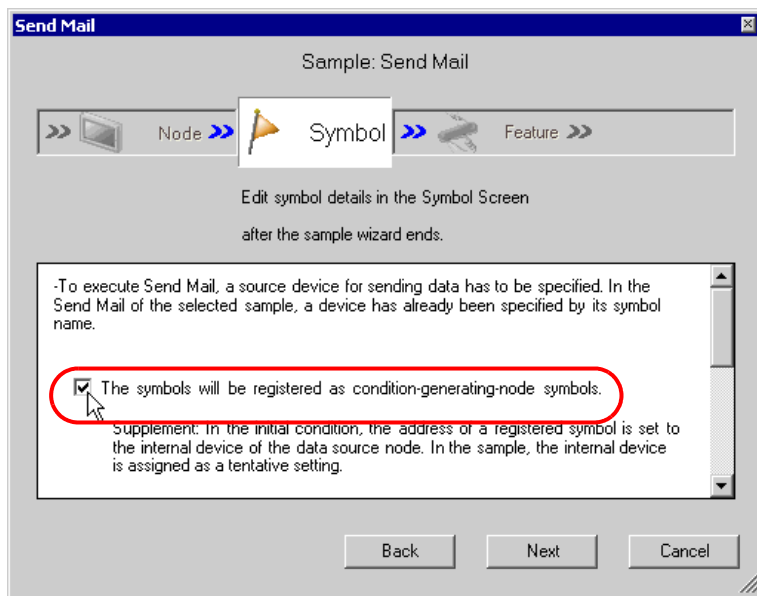 Send Mail
Sample: Send Mail
>> Node >> Symbol >> Feature >>
Edit symbol details in the Symbol Screen
after the sample wizard ends.
-To execute Send Mail, a source device for sending data has to be specified. In the
Send Mail of the selected sample, a device has already been specified by its symbol
name.
The symbols will be registered as condition-generating-node symbols.
Supplement: In the initial condition, the address of a registered symbol is set to
the internal device of the data source node. In the sample, the internal device
is assigned as a tentative setting.
Back Next Cancel